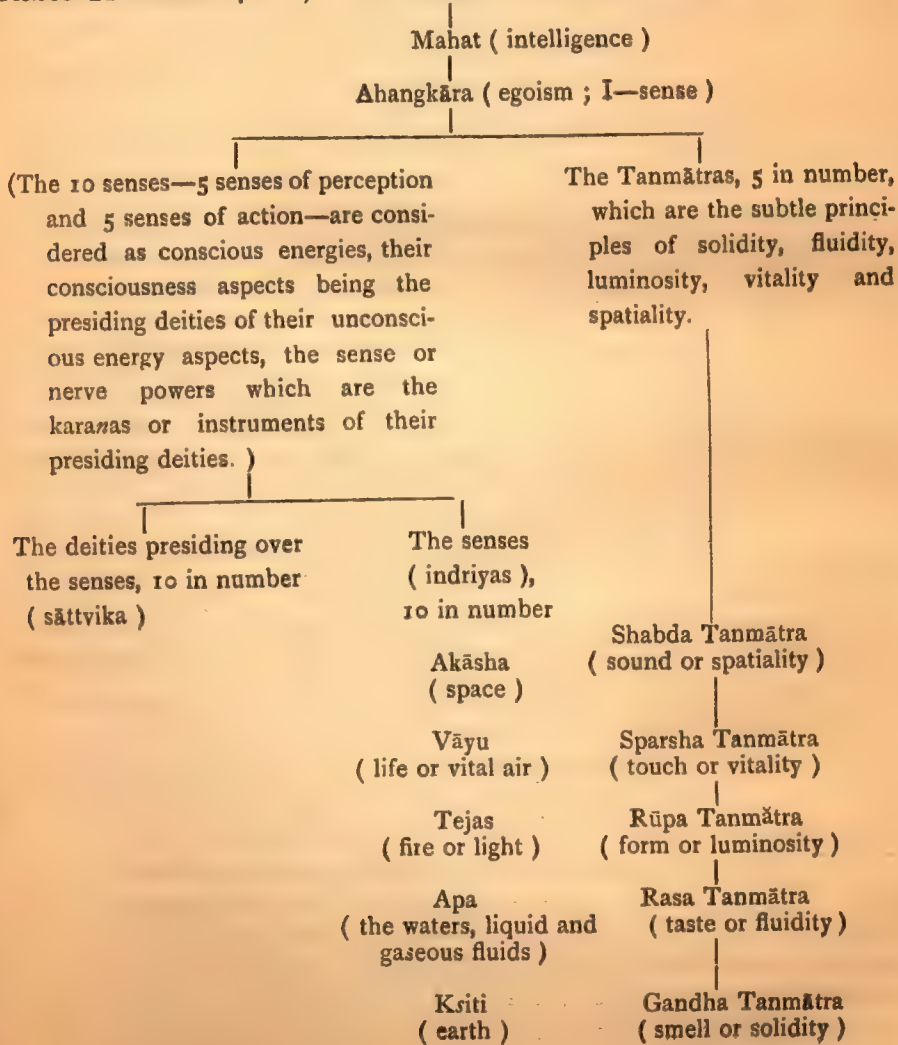 Mahat ( intelligence )
Ahangkāra ( egoism ; I—sense )
(The 10 senses—5 senses of perception
and 5 senses of action—are consi-
dered as conscious energies, their
consciousness aspects being the
presiding deities of their unconsci-
ous energy aspects, the sense or
nerve powers which are the
karanas or instruments of their
presiding deities. )
The Tanmātras, 5 in number,
which are the subtle princi-
ples of solidity, fluidity,
luminosity, vitality and
spatiality.
The deities presiding over
the senses, 10 in number
( sāttvika )
The senses
( indriyas ),
10 in number
Shabda Tanmātra
( sound or spatiality )
Akāsha
( space )
Sparsha Tanmātra
( touch or vitality )
Vāyu
( life or vital air )
Rūpa Tanmātra
( form or luminosity )
Tejas
( fire or light )
Rasa Tanmātra
( taste or fluidity )
Apa
( the waters, liquid and
gaseous fluids )
Gandha Tanmātra
( smell or solidity )
Ksiti
( earth )